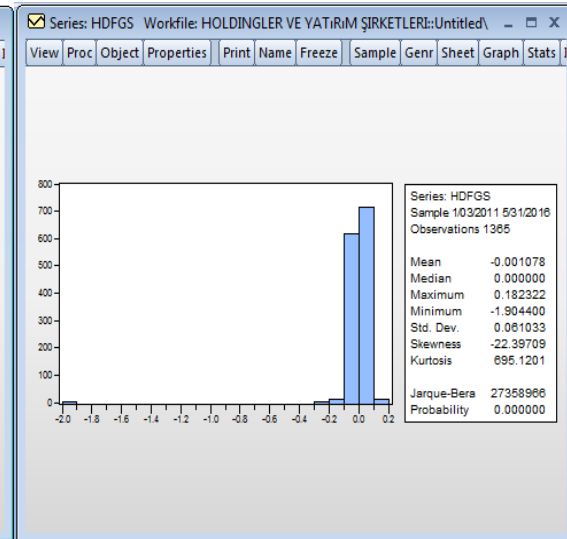 Series: HDFGS Workfile: HOLDINGLER VE YATıRıM ŞIRKETLERI::Untitled\
View Proc Object Properties Print Name Freeze Sample Genr Sheet Graph Stats
800
700
600
500
400
300
200
100
0
-2.0 -1.8 -1.6 -1.4 -1.2 -1.0 -0.8 -0.6 -0.4 -0.2 0.0 0.2
Series: HDFGS
Sample 1/03/2011 5/31/2016
Observations 1365
Mean -0.001078
Median 0.000000
Maximum 0.182322
Minimum -1.904400
Std. Dev. 0.061033
Skewness -22.39709
Kurtosis 695.1201
Jarque-Bera 27358966
Probability 0.000000